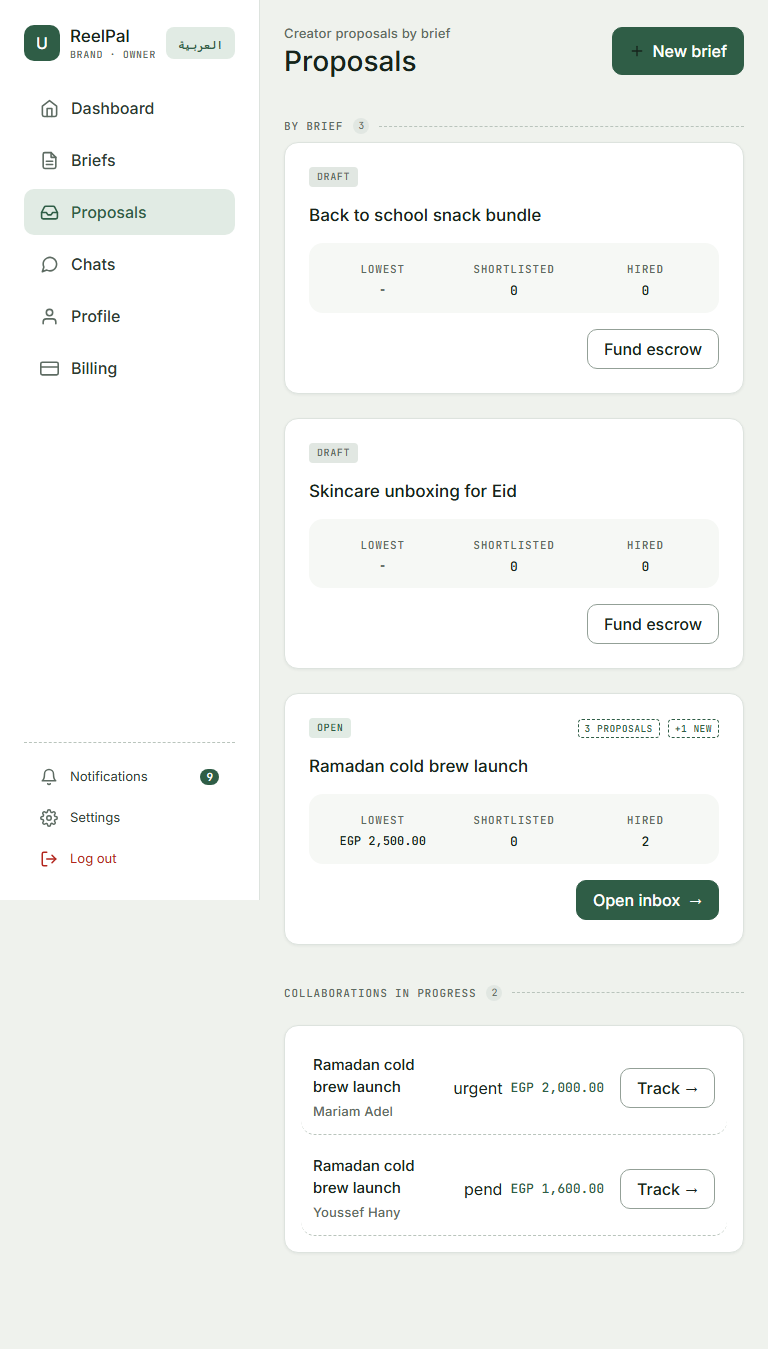 U
ReelPal
BRAND · OWNER
العربية
Dashboard
Briefs
Proposals
Chats
Profile
Billing
Notifications 9
Settings
Log out
Creator proposals by brief
Proposals
+ New brief
BY BRIEF 3
DRAFT
Back to school snack bundle
LOWEST SHORTLISTED HIRED
- 0 0
Fund escrow
DRAFT
Skincare unboxing for Eid
LOWEST SHORTLISTED HIRED
- 0 0
Fund escrow
OPEN 3 PROPOSALS +1 NEW
Ramadan cold brew launch
LOWEST SHORTLISTED HIRED
EGP 2,500.00 0 2
Open inbox →
COLLABORATIONS IN PROGRESS 2
Ramadan cold
brew launch
Mariam Adel
urgent EGP 2,000.00 Track →
Ramadan cold
brew launch
Youssef Hany
pend EGP 1,600.00 Track →